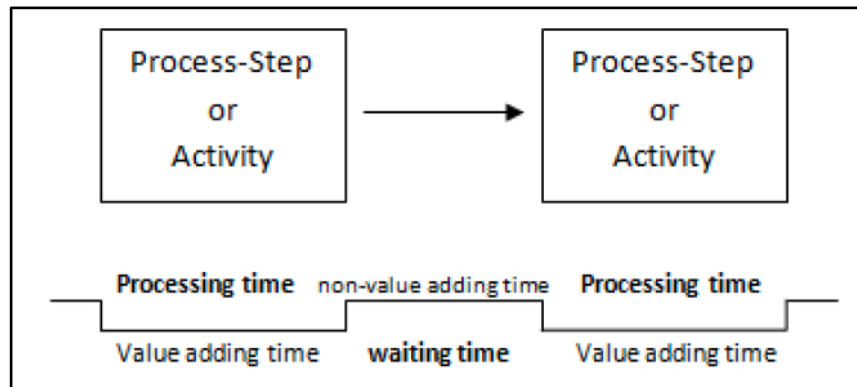 Process-Step
or
Activity
Process-Step
or
Activity
Processing time non-value adding time Processing time
Value adding time waiting time Value adding time